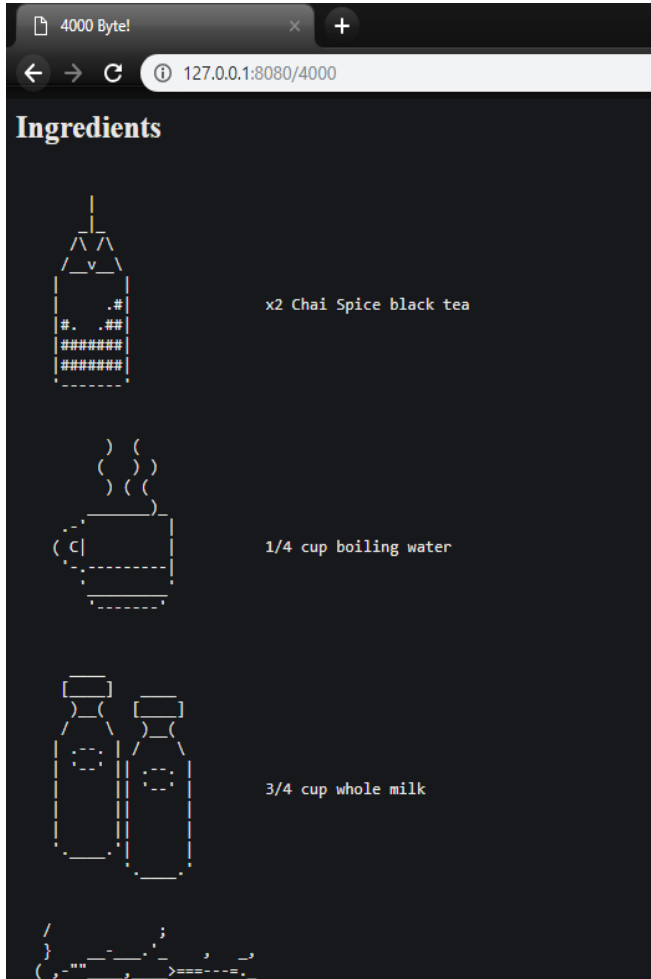 4000 Byte!
127.0.0.1:8080/4000
Ingredients
x2 Chai Spice black tea
1/4 cup boiling water
3/4 cup whole milk